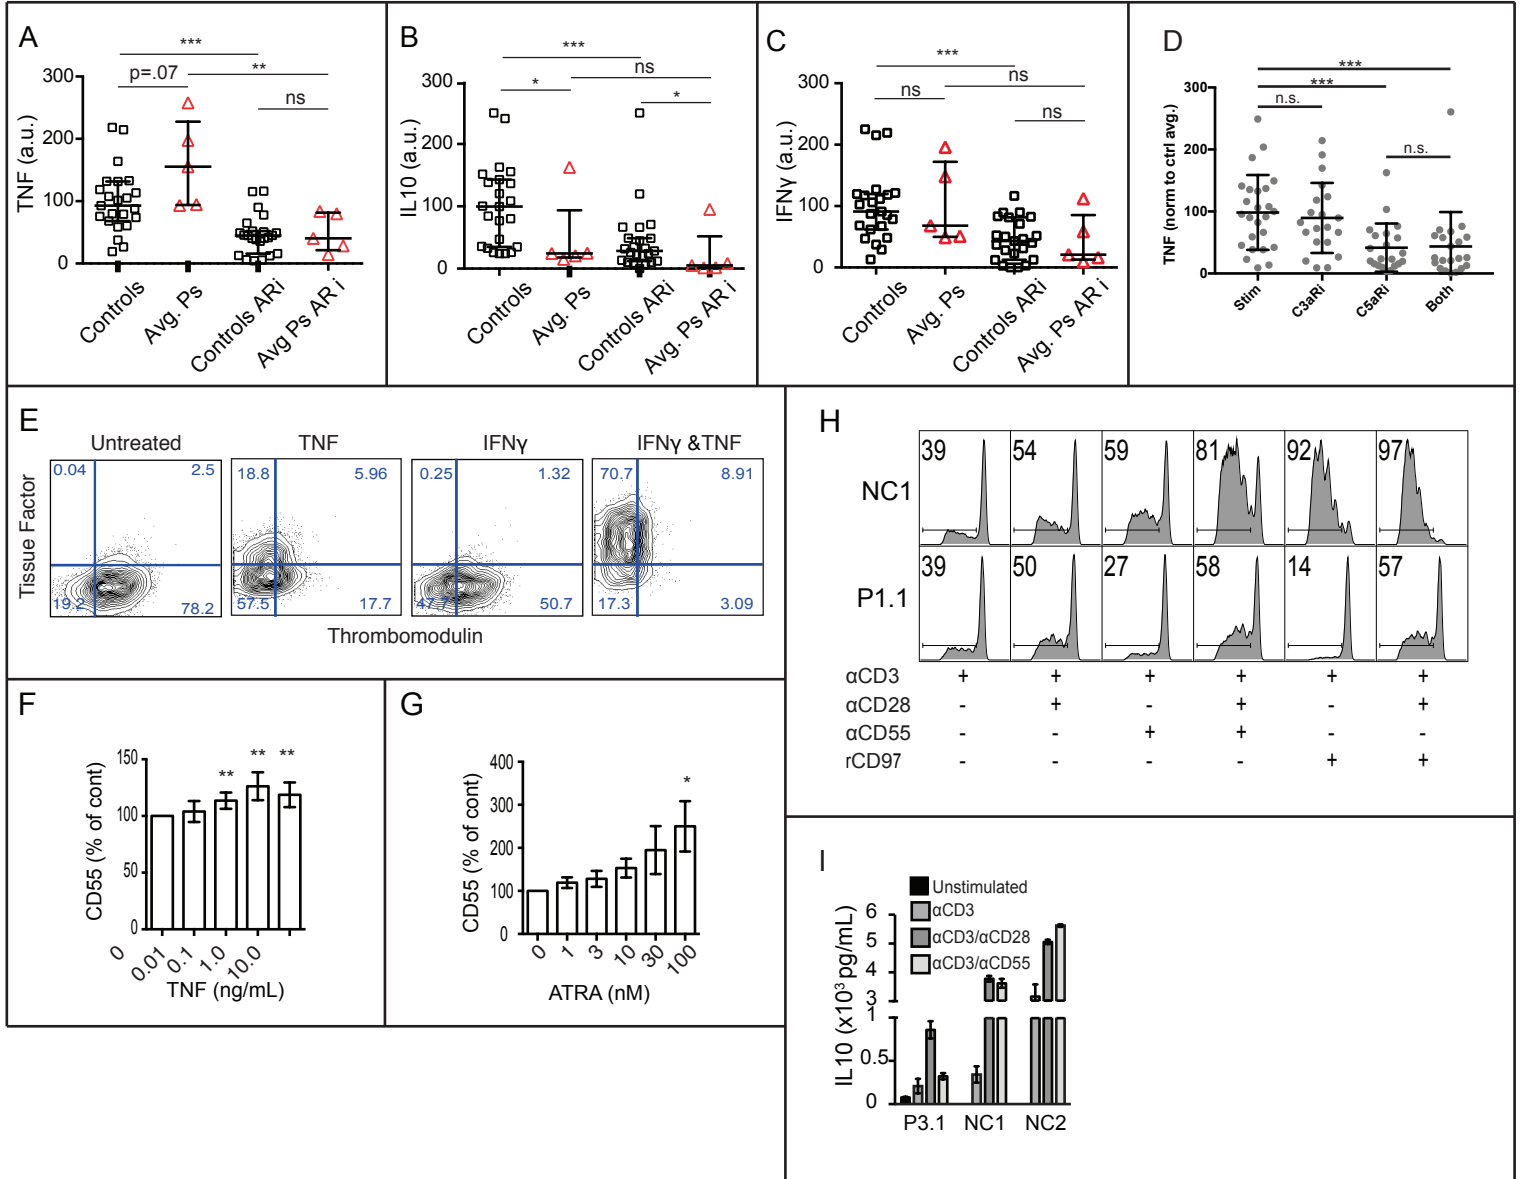 A
***
p=.07
**
ns
TNF (a.u.)
300
200
100
0
Controls
Avg. Ps
Controls ARi
Avg Ps AR i
B
***
ns
*
*
IL10 (a.u.)
300
100
0
Controls
Avg. Ps
Controls ARi
Avg. Ps AR i
C
***
ns
ns
ns
IFNγ (a.u.)
300
100
0
Controls
Avg. Ps
Controls ARi
Avg. Ps ARi
D
***
***
n.s.
n.s.
TNF (norm to ctrl avg.)
300
200
100
0
Stim
C3aRi
C5aRi
Both
E
Untreated
TNF
IFNγ
IFNγ &TNF
Tissue Factor
0.04 2.5
19.2 78.2
18.8 5.96
57.5 17.7
0.25 1.32
47.7 50.7
70.7 8.91
17.3 3.09
Thrombomodulin
F
CD55 (% of cont)
150
100
50
0
**
**
**
0
0.01
0.1
1.0
10.0
TNF (ng/mL)
G
CD55 (% of cont)
400
300
200
100
0
*
0
1
3
10
30
100
ATRA (nM)
H
NC1
39 54 59 81 92 97
P1.1
39 50 27 58 14 57
αCD3 + + + + + +
αCD28 - + - + - +
αCD55 - - + + - -
rCD97 - - - - + +
I
Unstimulated
αCD3
αCD3/αCD28
αCD3/αCD55
IL10 (x10³ pg/mL)
6
5
4
3
1
0.5
0
P3.1
NC1
NC2